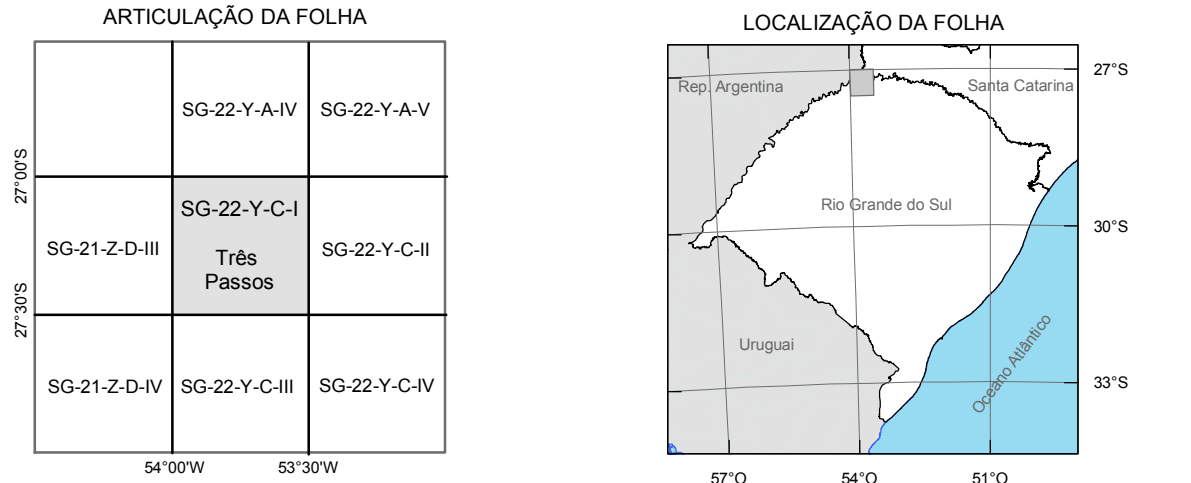 ARTICULAÇÃO DA FOLHA
SG-22-Y-A-IV
SG-22-Y-A-V
27°00'S
SG-21-Z-D-III
SG-22-Y-C-I
Três
Passos
SG-22-Y-C-II
27°30'S
SG-21-Z-D-IV
SG-22-Y-C-III
SG-22-Y-C-IV
54°00'W
53°30'W
LOCALIZAÇÃO DA FOLHA
27°S
Rep. Argentina
Santa Catarina
Rio Grande do Sul
30°S
Uruguai
Oceano Atlântico
33°S
57°O
54°O
51°O